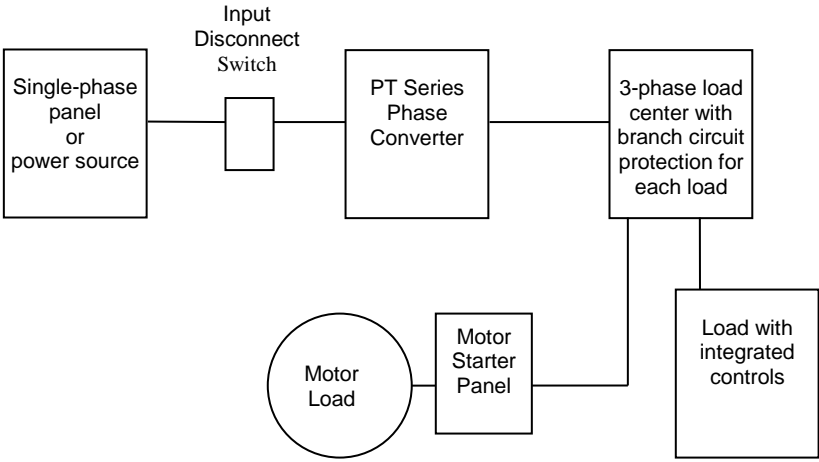 Input
Disconnect
Switch
Single-phase
panel
or
power source
PT Series
Phase
Converter
3-phase load
center with
branch circuit
protection for
each load
Motor
Load
Motor
Starter
Panel
Load with
integrated
controls